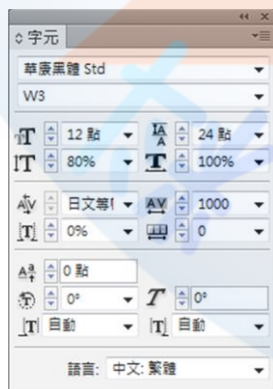 字元
華康黑體 Std
W3
12 點 24 點
80% 100%
日文等 1000
0% 0
0 點
0° 0°
自動 自動
語言: 中文: 繁體